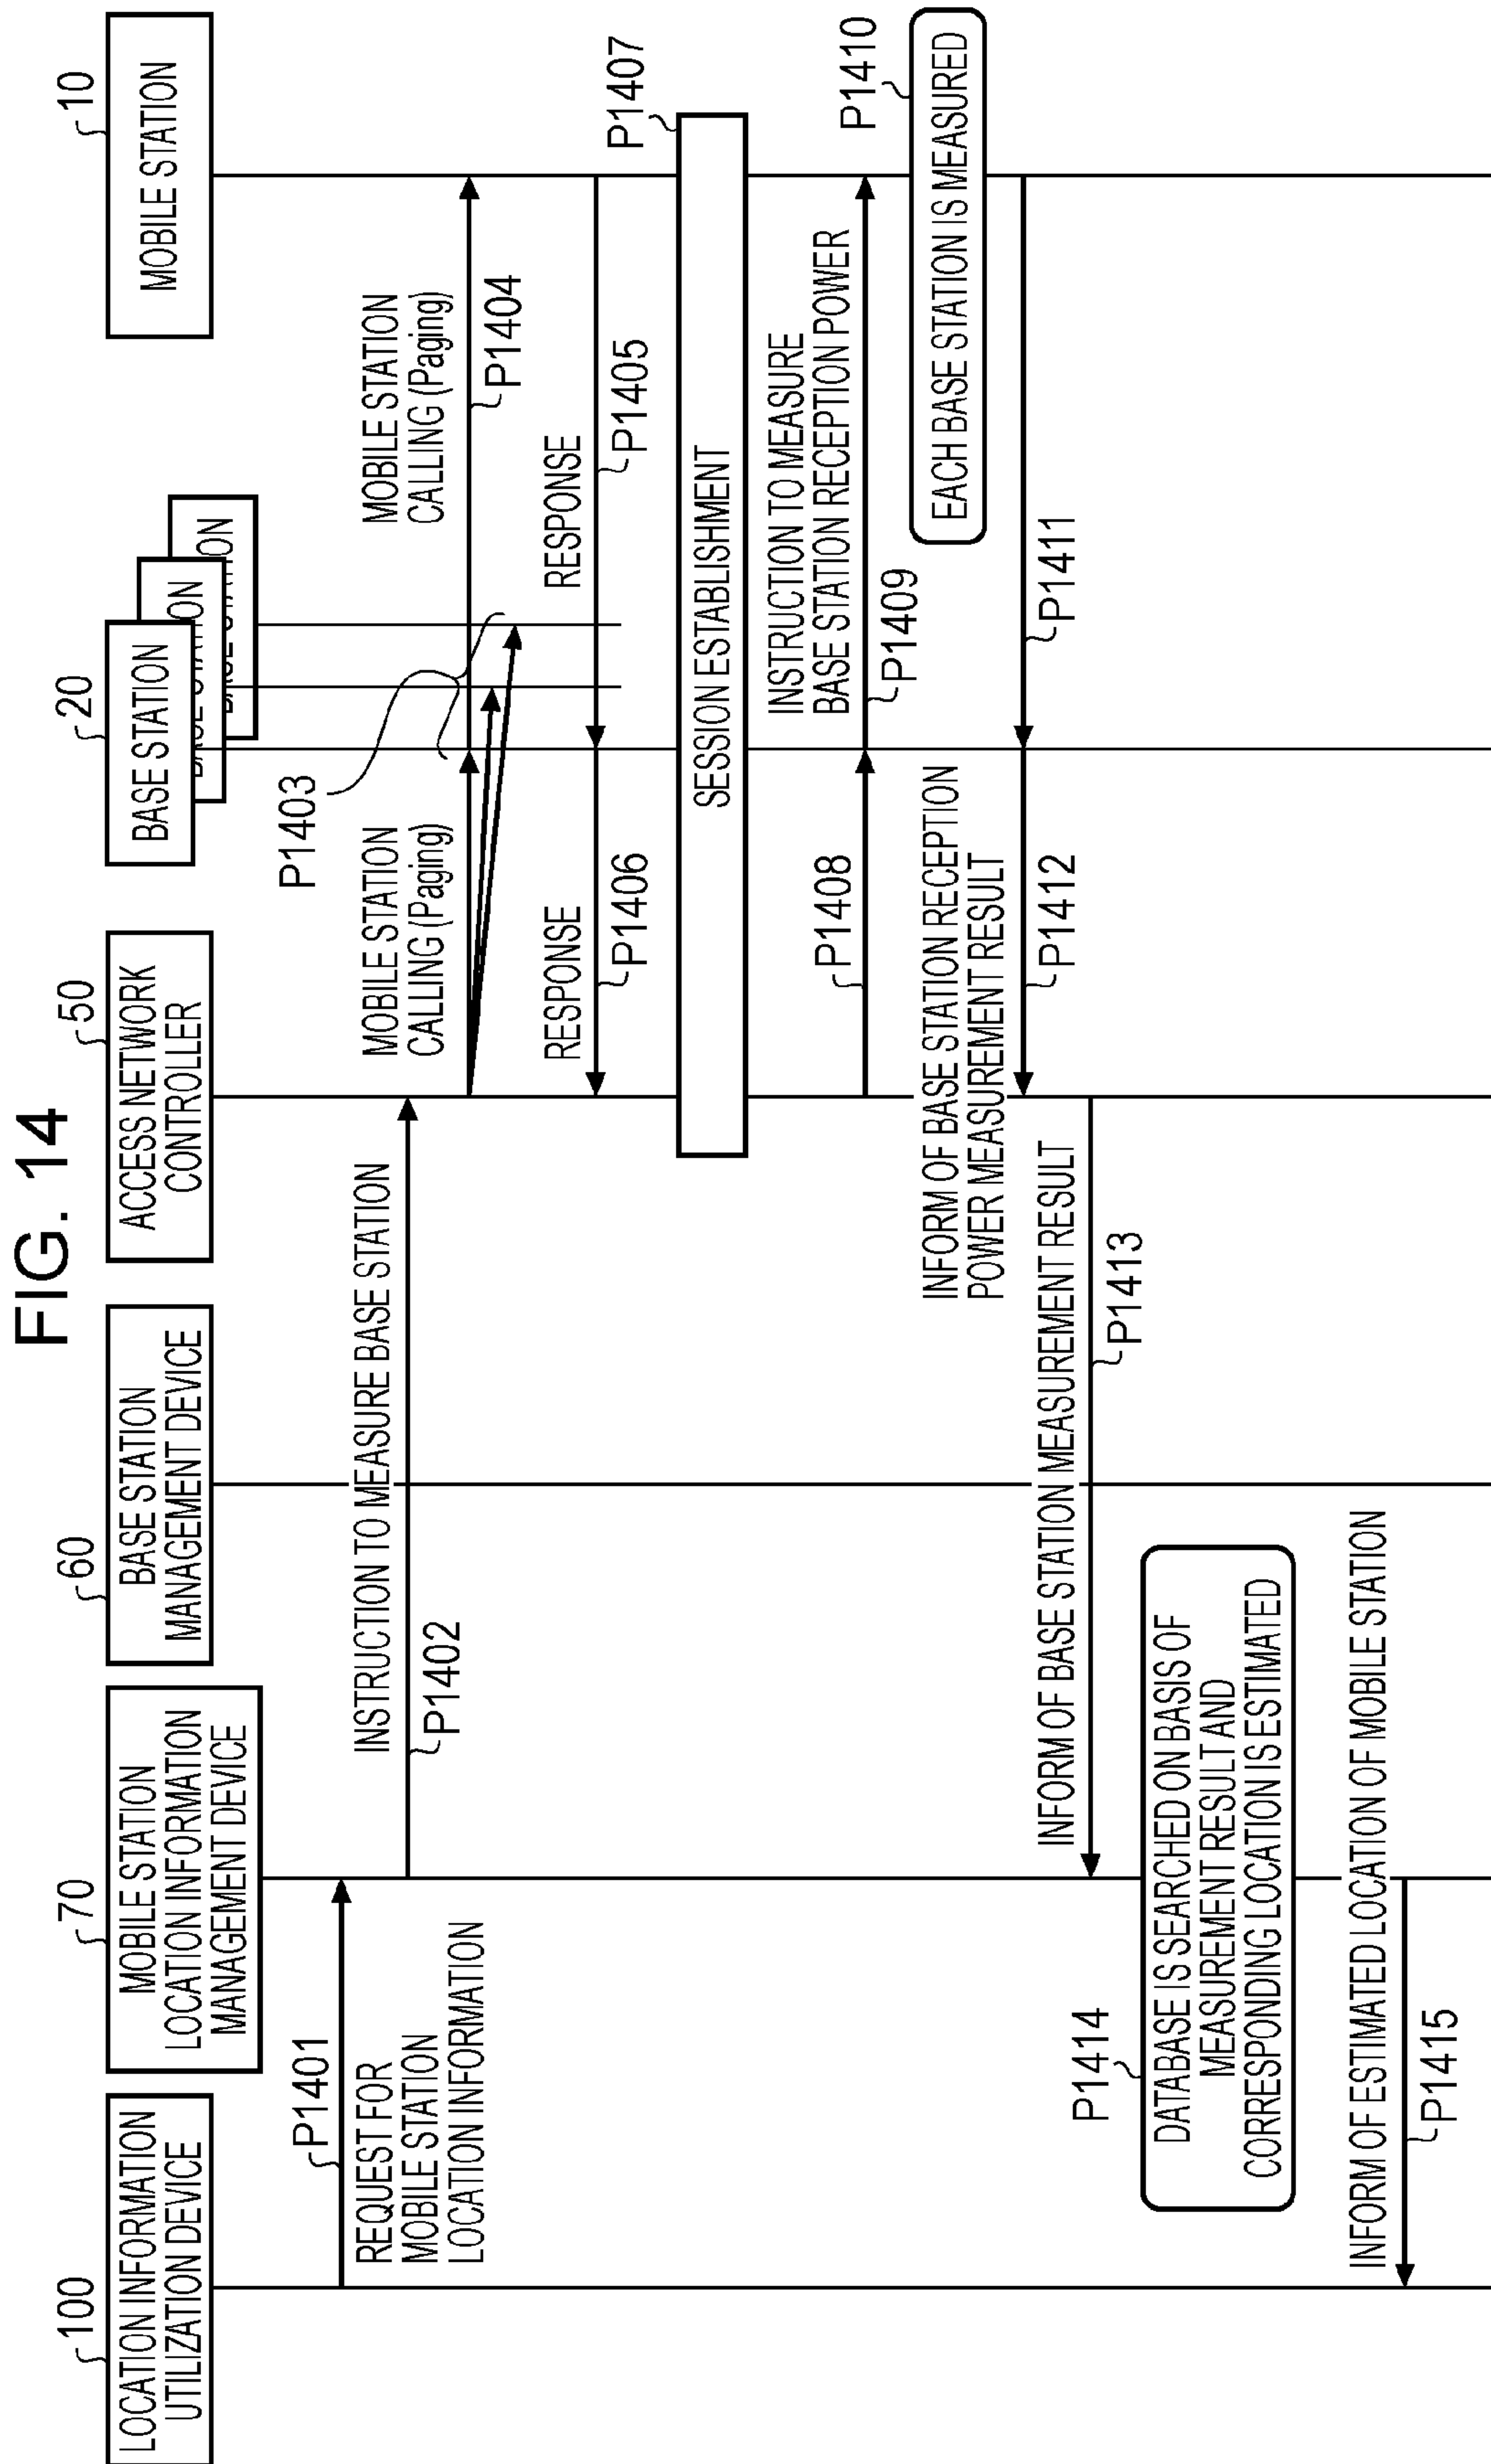 FIG. 14
100
LOCATION INFORMATION
UTILIZATION DEVICE
70
MOBILE STATION
LOCATION INFORMATION
MANAGEMENT DEVICE
60
BASE STATION
MANAGEMENT DEVICE
50
ACCESS NETWORK
CONTROLLER
20
BASE STATION
BASE STATION
BASE STATION
10
MOBILE STATION
P1401
REQUEST FOR
MOBILE STATION
LOCATION INFORMATION
INSTRUCTION TO MEASURE BASE STATION
P1402
P1403
MOBILE STATION
CALLING (Paging)
MOBILE STATION
CALLING (Paging)
P1404
RESPONSE
P1405
RESPONSE
P1406
P1407
SESSION ESTABLISHMENT
P1408
INSTRUCTION TO MEASURE
BASE STATION RECEPTION POWER
P1409
P1410
EACH BASE STATION IS MEASURED
P1411
INFORM OF BASE STATION RECEPTION
POWER MEASUREMENT RESULT
P1412
INFORM OF BASE STATION MEASUREMENT RESULT
P1413
P1414
DATABASE IS SEARCHED ON BASIS OF
MEASUREMENT RESULT AND
CORRESPONDING LOCATION IS ESTIMATED
INFORM OF ESTIMATED LOCATION OF MOBILE STATION
P1415